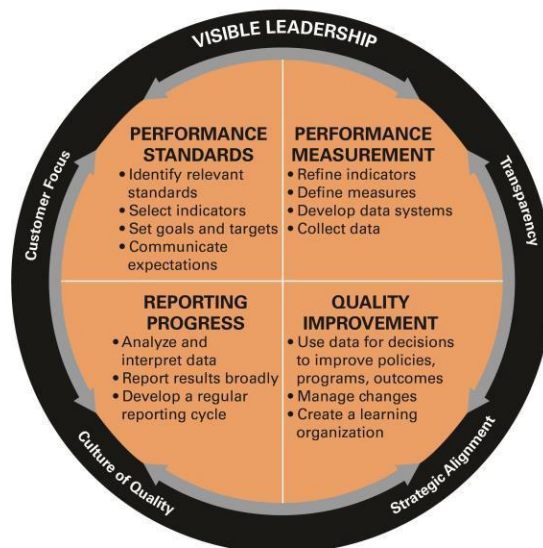 VISIBLE LEADERSHIP
Customer Focus
Transparency
PERFORMANCE
STANDARDS
• Identify relevant
standards
• Select indicators
• Set goals and targets
• Communicate
expectations
PERFORMANCE
MEASUREMENT
• Refine indicators
• Define measures
• Develop data systems
• Collect data
REPORTING
PROGRESS
• Analyze and
interpret data
• Report results broadly
• Develop a regular
reporting cycle
QUALITY
IMPROVEMENT
• Use data for decisions
to improve policies,
programs, outcomes
• Manage changes
• Create a learning
organization
Culture of Quality
Strategic Alignment